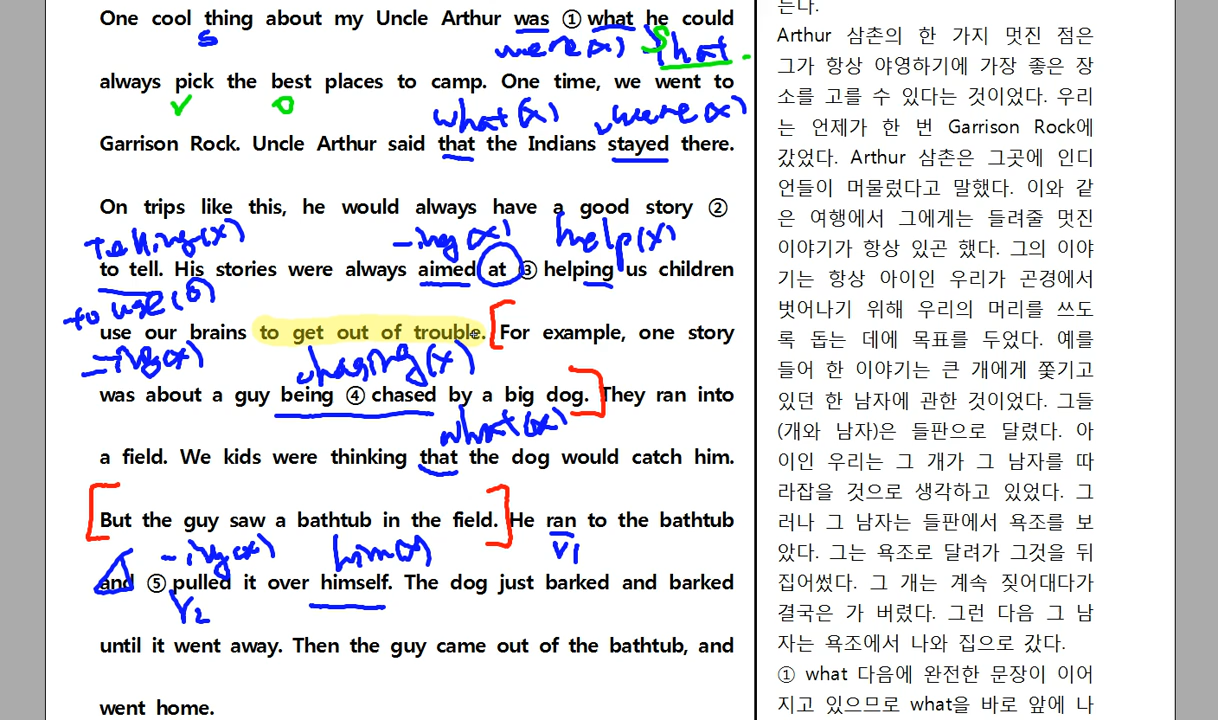 One cool thing about my Uncle Arthur was ① what he could
s were(x) S that
always pick the best places to camp. One time, we went to
v o what(x) were(x)
Garrison Rock. Uncle Arthur said that the Indians stayed there.
On trips like this, he would always have a good story ②
telling(x) -ing(x) help(x)
to tell. His stories were always aimed at ③ helping us children
to use(o)
use our brains to get out of trouble. For example, one story
-ing(x) chasing(x)
was about a guy being ④ chased by a big dog. They ran into
what(x)
a field. We kids were thinking that the dog would catch him.
But the guy saw a bathtub in the field. He ran to the bathtub
-ing(x) him(x) v1
and ⑤ pulled it over himself. The dog just barked and barked
v2
until it went away. Then the guy came out of the bathtub, and
went home.
는다.
Arthur 삼촌의 한 가지 멋진 점은
그가 항상 야영하기에 가장 좋은 장
소를 고를 수 있다는 것이었다. 우리
는 언제가 한 번 Garrison Rock에
갔었다. Arthur 삼촌은 그곳에 인디
언들이 머물렀다고 말했다. 이와 같
은 여행에서 그에게는 들려줄 멋진
이야기가 항상 있곤 했다. 그의 이야
기는 항상 아이인 우리가 곤경에서
벗어나기 위해 우리의 머리를 쓰도
록 돕는 데에 목표를 두었다. 예를
들어 한 이야기는 큰 개에게 쫓기고
있던 한 남자에 관한 것이었다. 그들
(개와 남자)은 들판으로 달렸다. 아
이인 우리는 그 개가 그 남자를 따
라잡을 것으로 생각하고 있었다. 그
러나 그 남자는 들판에서 욕조를 보
았다. 그는 욕조로 달려가 그것을 뒤
집어썼다. 그 개는 계속 짖어대다가
결국은 가 버렸다. 그런 다음 그 남
자는 욕조에서 나와 집으로 갔다.
① what 다음에 완전한 문장이 이어
지고 있으므로 what을 바로 앞에 나